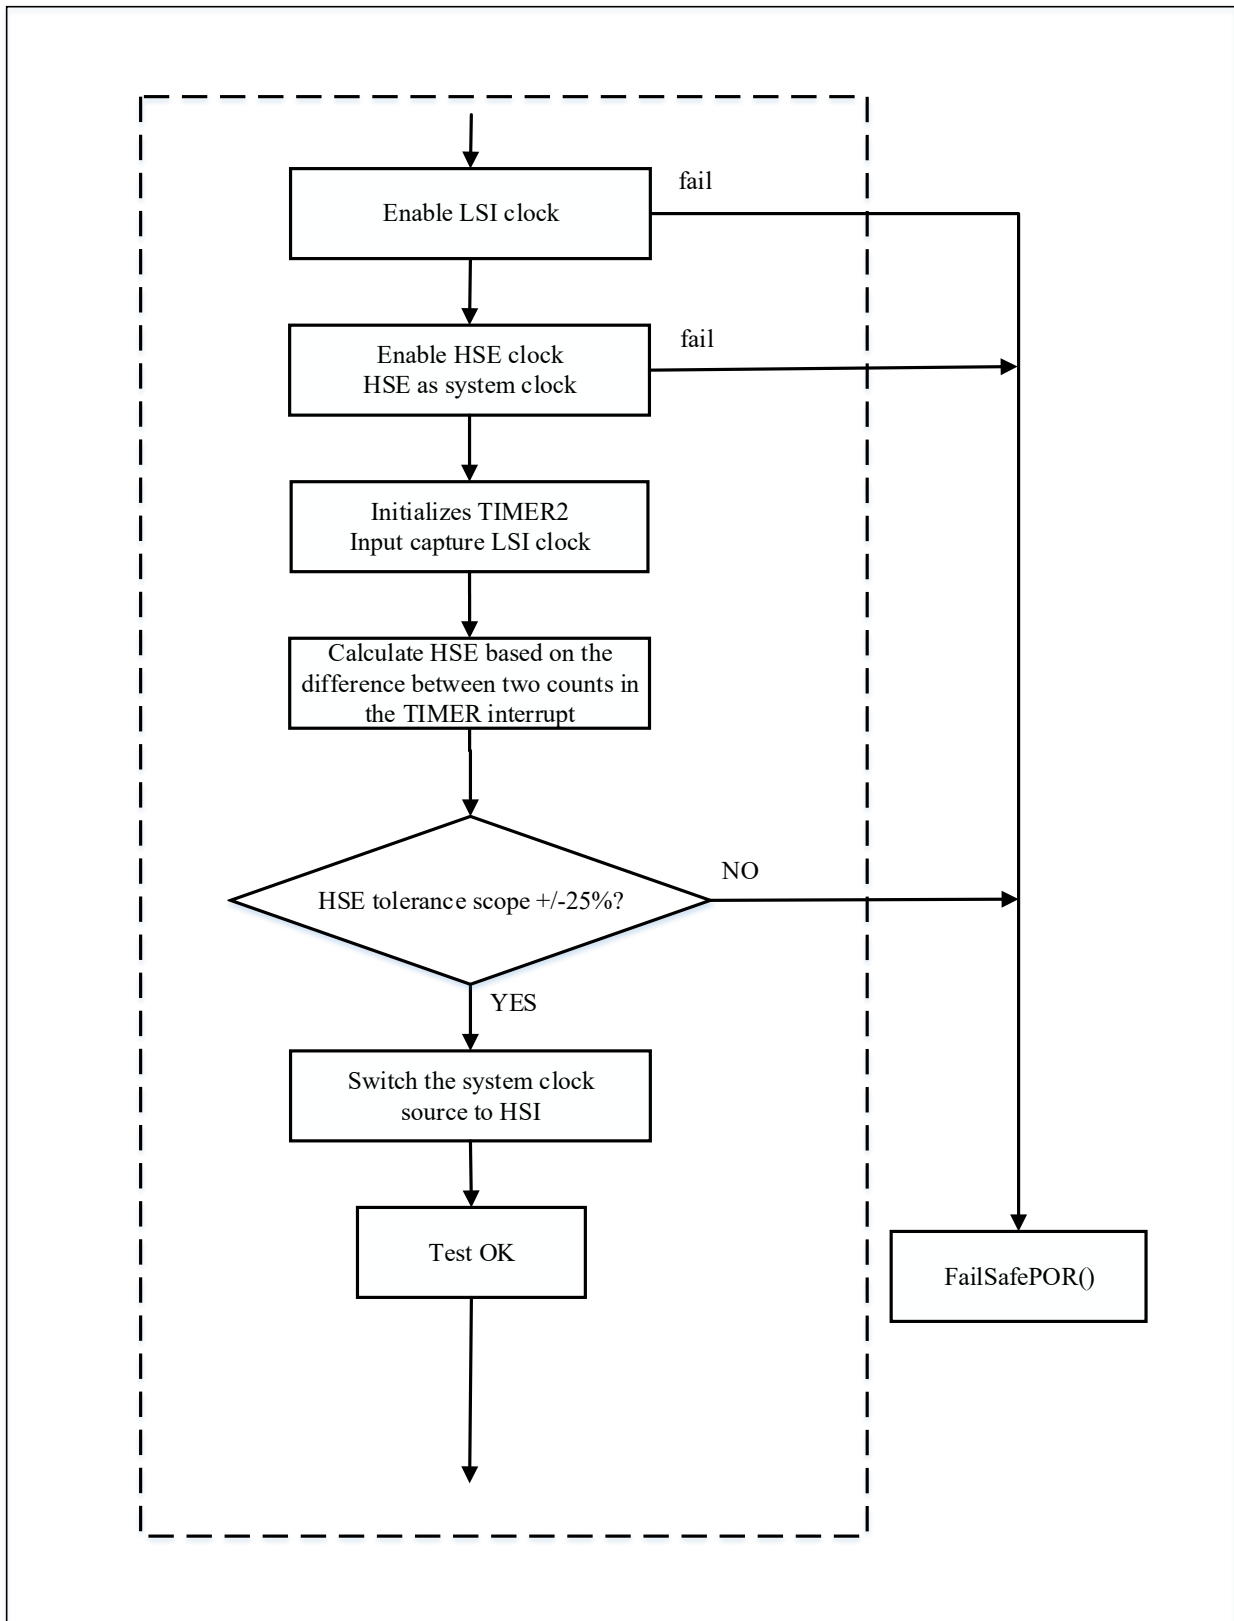 fail
Enable LSI clock
fail
Enable HSE clock
HSE as system clock
Initializes TIMER2
Input capture LSI clock
Calculate HSE based on the
difference between two counts in
the TIMER interrupt
NO
HSE tolerance scope +/-25%?
YES
Switch the system clock
source to HSI
Test OK
FailSafePOR()